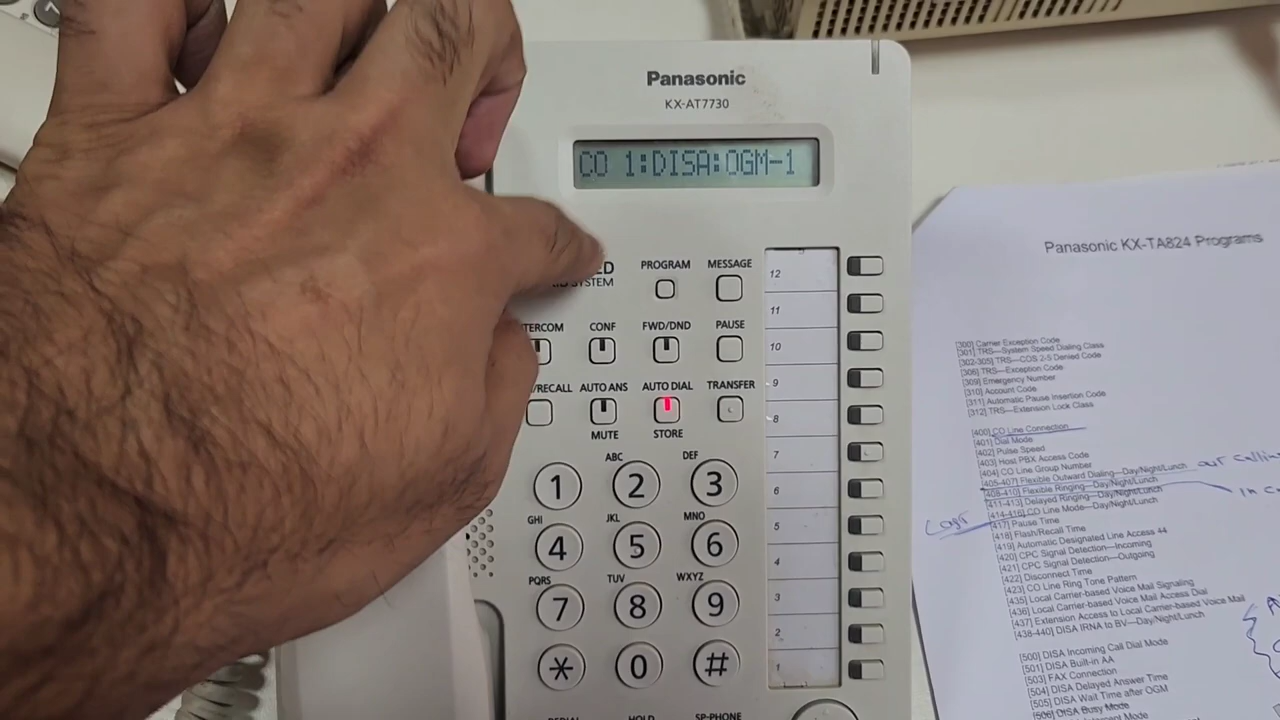 Panasonic
KX-AT7730
CO 1:DISA:OGM-1
PROGRAM
MESSAGE
SYSTEM
CONF
FWD/DND
PAUSE
/RECALL
AUTO ANS
AUTO DIAL
TRANSFER
MUTE
STORE
1
ABC
2
DEF
3
GHI
4
JKL
5
MNO
6
PQRS
7
TUV
8
WXYZ
9
*
0
#
REDIAL
HOLD
SP-PHONE
12
11
10
9
8
7
6
5
4
3
2
1
Panasonic KX-TA824 Programs
[300] Carrier Exception Code
[301] TRS—System Speed Dialing Class
[302-305] TRS—COS 2-5 Denied Code
[306] TRS—Exception Code
[309] Emergency Number
[310] Account Code
[311] Automatic Pause Insertion Code
[312] TRS—Extension Lock Class
[400] CO Line Connection
[401] Dial Mode
[402] Pulse Speed
[403] Host PBX Access Code
[404] CO Line Group Number
[405-407] Flexible Outward Dialing—Day/Night/Lunch
[408-410] Flexible Ringing—Day/Night/Lunch
[411-413] Delayed Ringing—Day/Night/Lunch
[414-416] CO Line Mode—Day/Night/Lunch
[417] Pause Time
[418] Flash/Recall Time
[419] Automatic Designated Line Access 44
[420] CPC Signal Detection—Incoming
[421] CPC Signal Detection—Outgoing
[422] Disconnect Time
[423] CO Line Ring Tone Pattern
[435] Local Carrier-based Voice Mail Signaling
[436] Local Carrier-based Voice Mail Access Dial
[437] Extension Access to Local Carrier-based Voice Mail
[438-440] DISA IRNA to BV—Day/Night/Lunch
[500] DISA Incoming Call Dial Mode
[501] DISA Built-in AA
[503] FAX Connection
[504] DISA Delayed Answer Time
[505] DISA Wait Time after OGM
[506] DISA Busy Mode
out calling